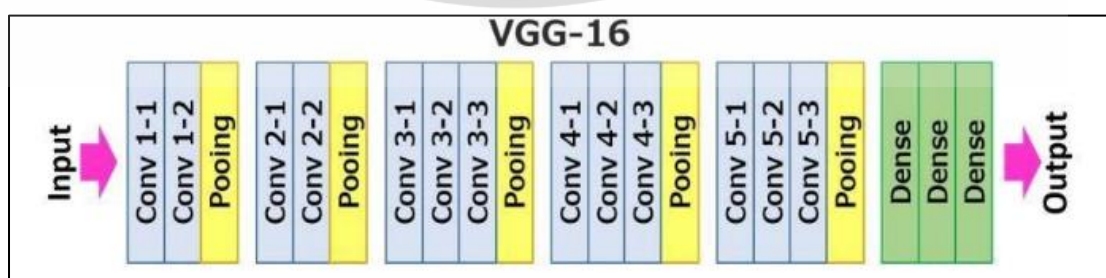 VGG-16
Input
Conv 1-1
Conv 1-2
Pooing
Conv 2-1
Conv 2-2
Pooing
Conv 3-1
Conv 3-2
Conv 3-3
Pooing
Conv 4-1
Conv 4-2
Conv 4-3
Pooing
Conv 5-1
Conv 5-2
Conv 5-3
Pooing
Dense
Dense
Dense
Output